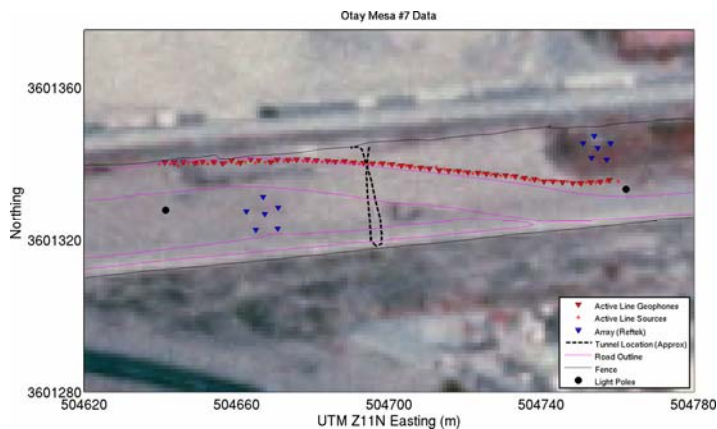 Otay Mesa #7 Data
3601360
3601320
3601280
Northing
504620
504660
504700
504740
504780
UTM Z11N Easting (m)
Active Line Geophones
Active Line Sources
Array (Reftek)
Tunnel Location (Approx)
Road Outline
Fence
Light Poles